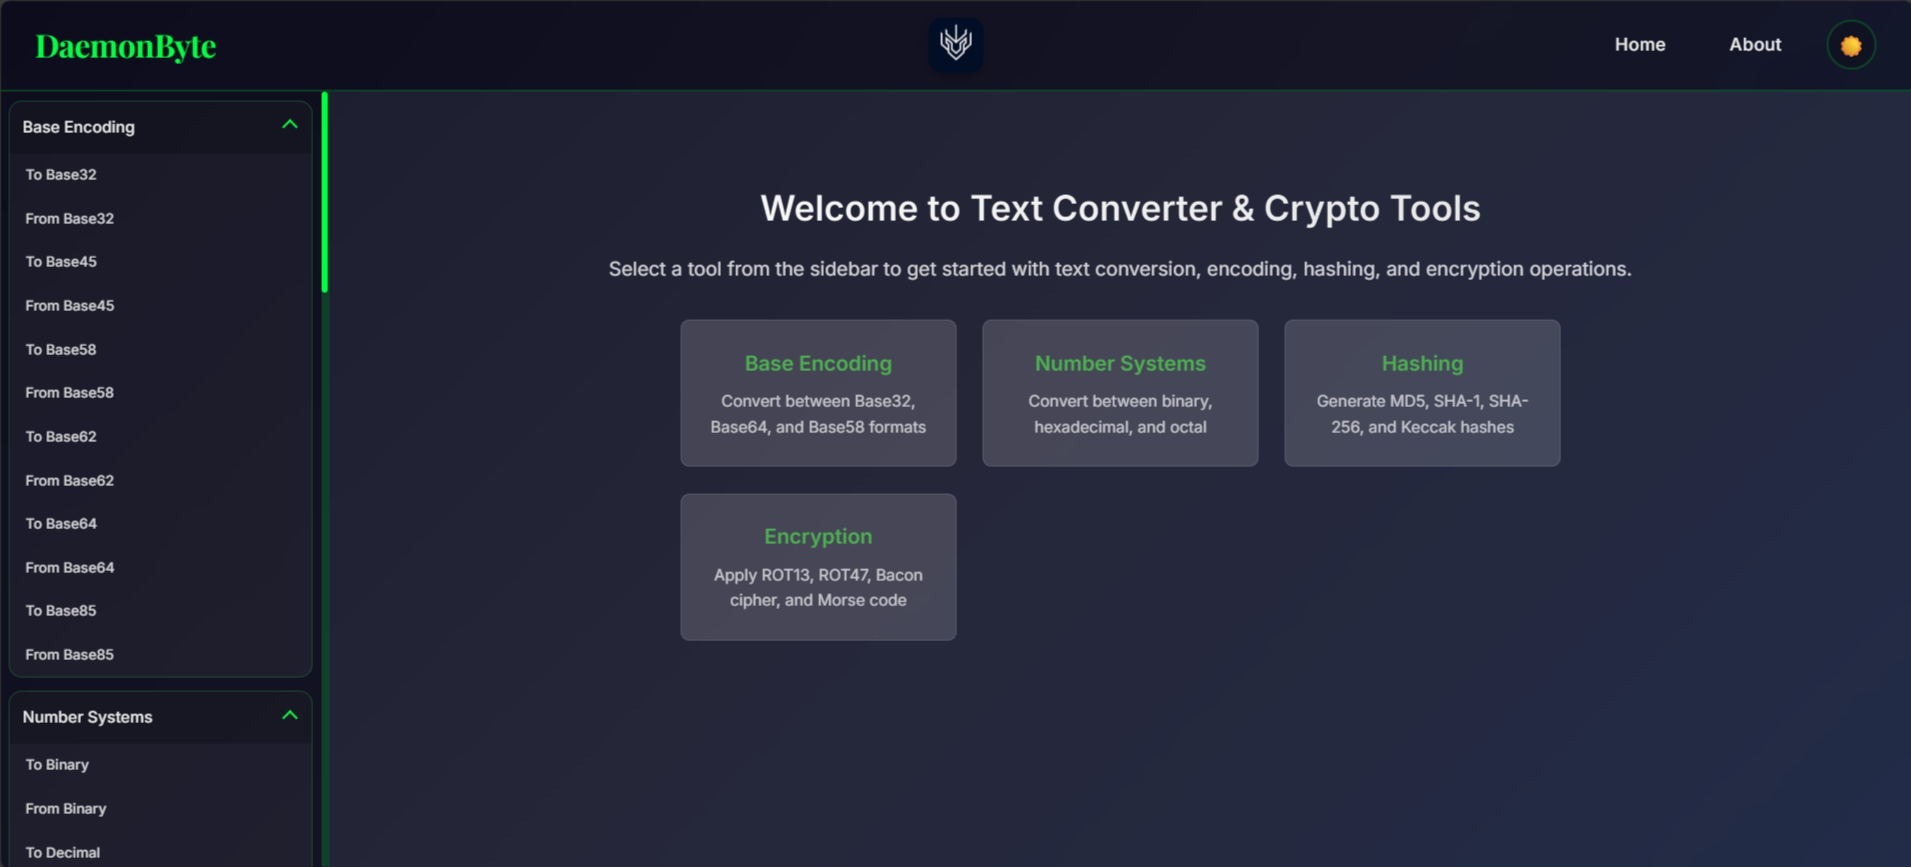 DaemonByte
Home
About
Base Encoding
To Base32
From Base32
To Base45
From Base45
To Base58
From Base58
To Base62
From Base62
To Base64
From Base64
To Base85
From Base85
Number Systems
To Binary
From Binary
To Decimal
Welcome to Text Converter & Crypto Tools
Select a tool from the sidebar to get started with text conversion, encoding, hashing, and encryption operations.
Base Encoding
Convert between Base32,
Base64, and Base58 formats
Number Systems
Convert between binary,
hexadecimal, and octal
Hashing
Generate MD5, SHA-1, SHA-
256, and Keccak hashes
Encryption
Apply ROT13, ROT47, Bacon
cipher, and Morse code